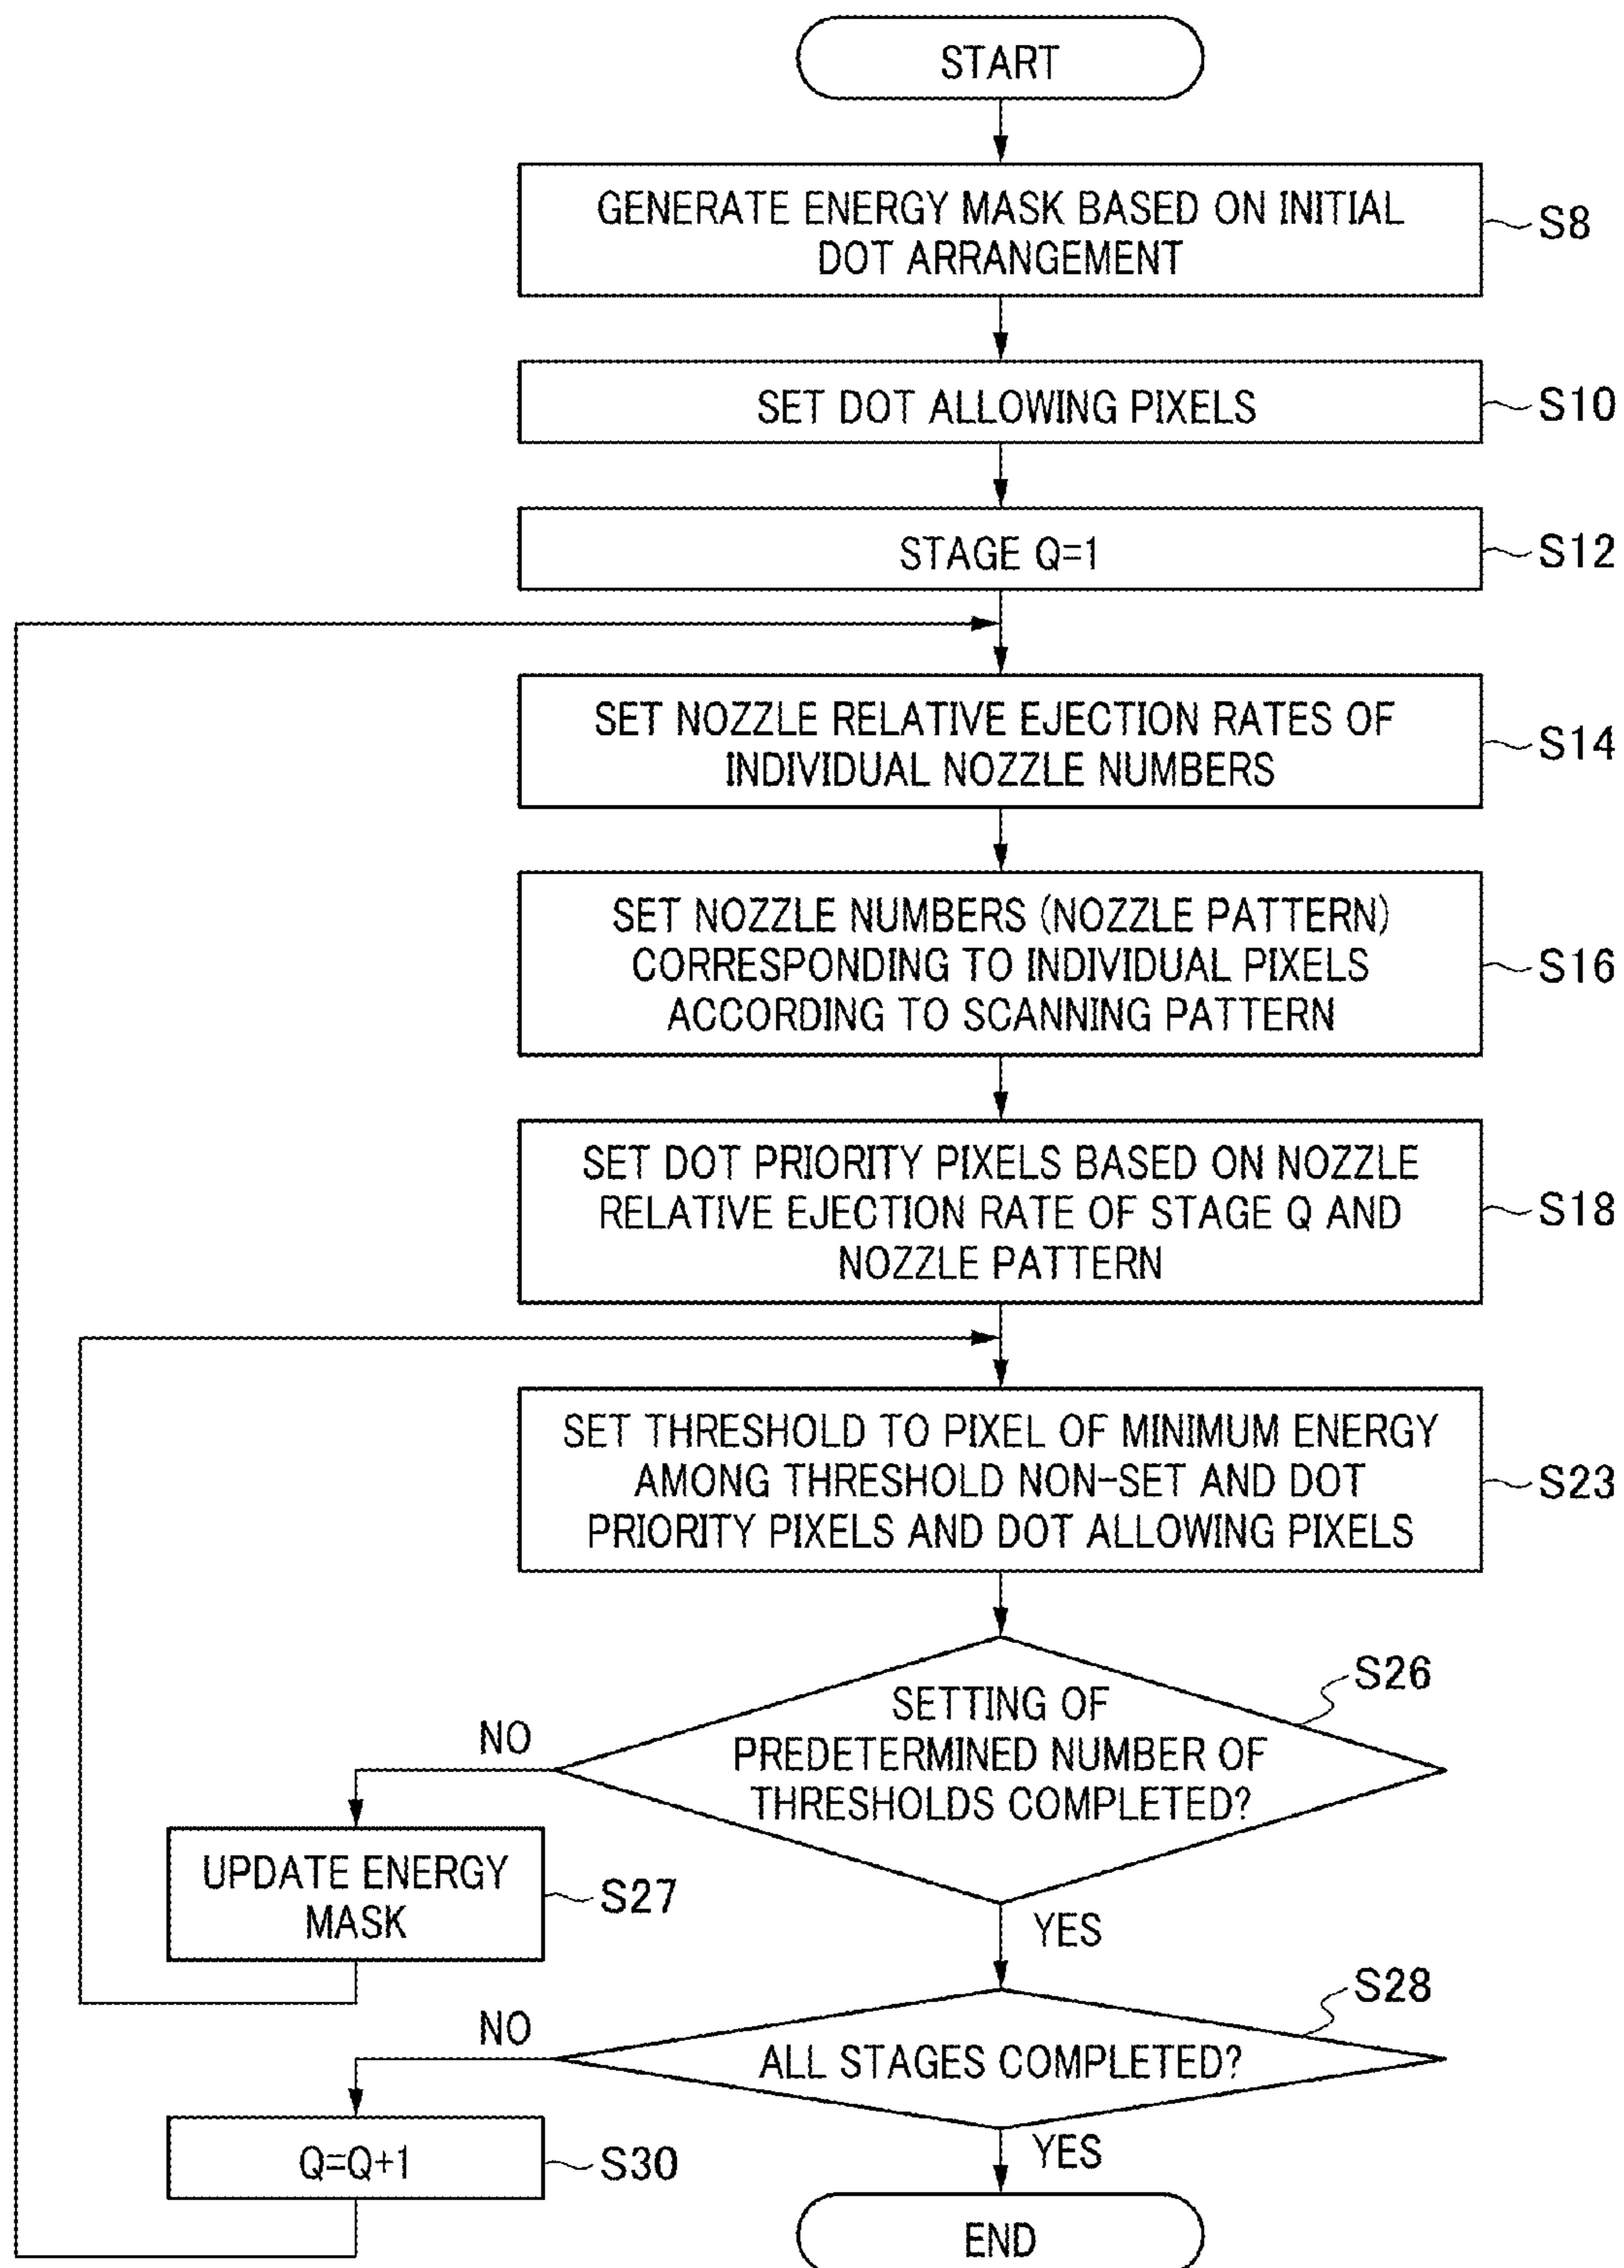 START
GENERATE ENERGY MASK BASED ON INITIAL
DOT ARRANGEMENT
S8
SET DOT ALLOWING PIXELS
S10
STAGE Q=1
S12
SET NOZZLE RELATIVE EJECTION RATES OF
INDIVIDUAL NOZZLE NUMBERS
S14
SET NOZZLE NUMBERS (NOZZLE PATTERN)
CORRESPONDING TO INDIVIDUAL PIXELS
ACCORDING TO SCANNING PATTERN
S16
SET DOT PRIORITY PIXELS BASED ON NOZZLE
RELATIVE EJECTION RATE OF STAGE Q AND
NOZZLE PATTERN
S18
SET THRESHOLD TO PIXEL OF MINIMUM ENERGY
AMONG THRESHOLD NON-SET AND DOT
PRIORITY PIXELS AND DOT ALLOWING PIXELS
S23
SETTING OF
PREDETERMINED NUMBER OF
THRESHOLDS COMPLETED?
S26
NO
UPDATE ENERGY
MASK
S27
YES
ALL STAGES COMPLETED?
S28
NO
Q=Q+1
S30
YES
END